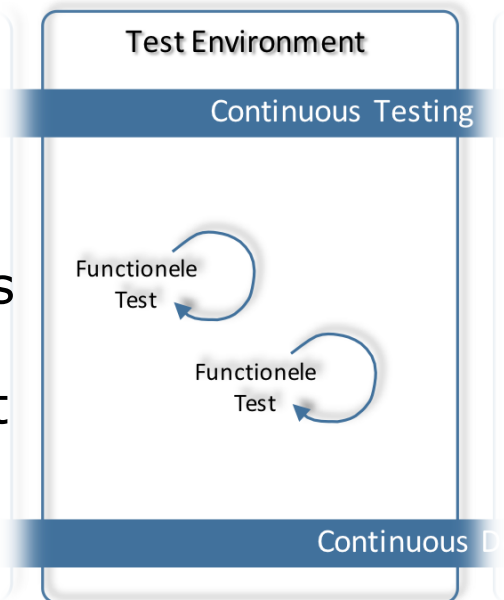 Test Environment
Continuous Testing
Functionele
Test
Functionele
Test
Continuous D
s
t